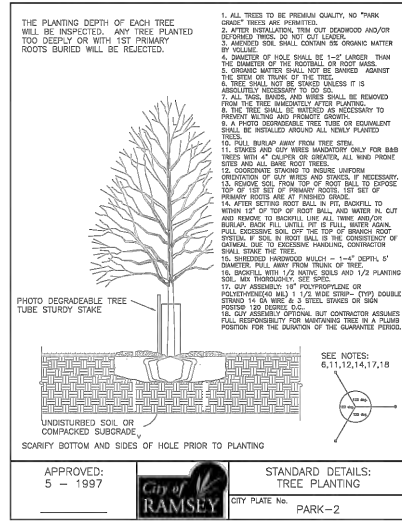 THE PLANTING DEPTH OF EACH TREE
WILL BE INSPECTED. ANY TREE PLANTED
TOO DEEPLY OR WITH 1ST PRIMARY
ROOTS BURIED WILL BE REJECTED.
1. ALL TREES TO BE PREMIUM QUALITY, NO "PARK
GRADE" TREES ARE PERMITTED.
2. AFTER INSTALLATION, TRIM OUT DEADWOOD AND/OR
DEFORMED TWIGS. DO NOT CUT LEADER.
3. AMENDED SOIL SHALL CONTAIN 5% ORGANIC MATTER
BY VOLUME.
4. DIAMETER OF HOLE SHALL BE 1-2' LARGER THAN
THE DIAMETER OF THE ROOTBALL OR ROOT MASS.
5. ORGANIC MATTER SHALL NOT BE BANKED AGAINST
THE STEM OR TRUNK OF THE TREE.
6. TREE SHALL NOT BE STAKED UNLESS IT IS
ABSOLUTELY NECESSARY TO DO SO.
7. ALL TAGS, BANDS, AND WIRES SHALL BE REMOVED
FROM THE TREE IMMEDIATELY AFTER PLANTING.
8. THE TREE SHALL BE WATERED AS NECESSARY TO
PREVENT WILTING AND PROMOTE GROWTH.
9. A PHOTO DEGRADEABLE TREE TUBE OR EQUIVALENT
SHALL BE INSTALLED AROUND ALL NEWLY PLANTED
TREES.
10. PULL BURLAP AWAY FROM TREE STEM.
11. STAKES AND GUY WIRES MANDATORY ONLY FOR B&B
TREES WITH 4" CALIPER OR GREATER, ALL WIND PRONE
SITES AND ALL BARE ROOT TREES.
12. COORDINATE STAKING TO INSURE UNIFORM
ORIENTATION OF GUY WIRES AND STAKES, IF NECESSARY.
13. REMOVE SOIL FROM TOP OF ROOT BALL TO EXPOSE
TOP OF 1ST SET OF PRIMARY ROOTS. 1ST SET OF
PRIMARY ROOTS ARE AT FINISHED GRADE.
14. AFTER SETTING ROOT BALL IN PIT, BACKFILL TO
WITHIN 12" OF TOP OF ROOT BALL, AND WATER IN. CUT
AND REMOVE TO BACKFILL LINE ALL TWINE AND/OR
BURLAP. BACK FILL UNTIL PIT IS FULL, WATER AGAIN.
PULL EXCESSIVE SOIL OFF THE TOP OF BRANCH ROOT
SYSTEM. IF SOIL IN ROOT BALL IS THE CONSISTENCY OF
OATMEAL DUE TO EXCESSIVE HANDLING, CONTRACTOR
SHALL STAKE THE TREE.
15. SHREDDED HARDWOOD MULCH - 1-4" DEPTH, 5'
DIAMETER. PULL AWAY FROM TRUNK OF TREE.
16. BACKFILL WITH 1/2 NATIVE SOILS AND 1/2 PLANTING
SOIL, MIX THOROUGHLY. SEE SPEC.
17. GUY ASSEMBLY: 16" POLYPROPYLENE OR
POLYETHYLENE(40 MIL) 1 1/2 WIDE STRIP- (TYP) DOUBLE
STRAND 14 GA WIRE & 3 STEEL STAKES OR SIGN
POSTS@ 120 DEGREE O.C..
18. GUY ASSEMBLY OPTIONAL BUT CONTRACTOR ASSUMES
FULL RESPONSIBILITY FOR MAINTAINING TREE IN A PLUMB
POSITION FOR THE DURATION OF THE GUARANTEE PERIOD.
PHOTO DEGRADEABLE TREE
TUBE STURDY STAKE
SEE NOTES:
6,11,12,14,17,18
UNDISTURBED SOIL OR
COMPACKED SUBGRADE
SCARIFY BOTTOM AND SIDES OF HOLE PRIOR TO PLANTING
APPROVED:
5 - 1997
City of
RAMSEY
STANDARD DETAILS:
TREE PLANTING
CITY PLATE No.
PARK-2